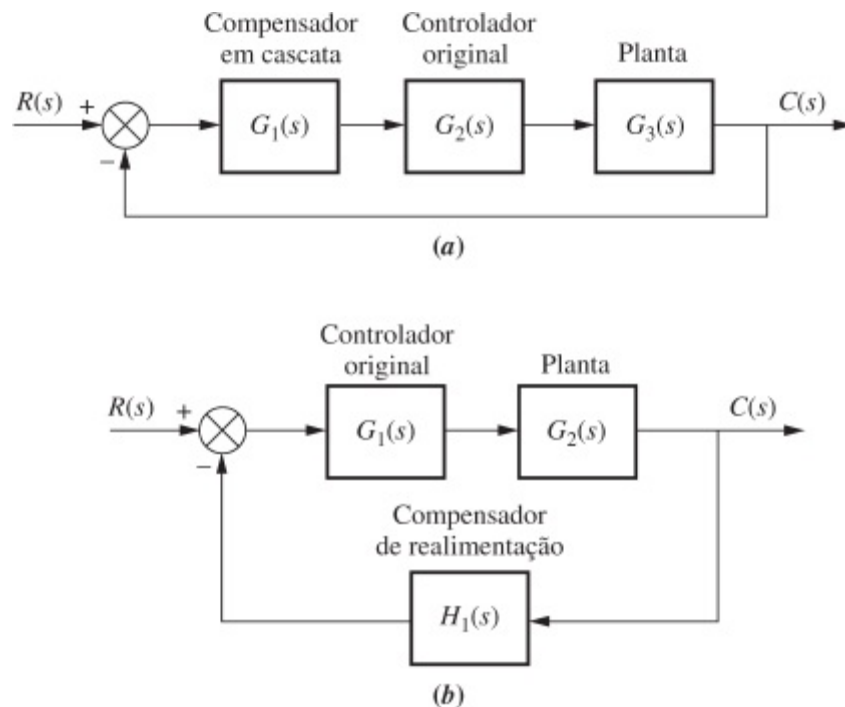 Compensador
em cascata
Controlador
original
Planta
R(s)
+
G₁(s)
G₂(s)
G₃(s)
C(s)
−
(a)
Controlador
original
Planta
R(s)
+
G₁(s)
G₂(s)
C(s)
−
Compensador
de realimentação
H₁(s)
(b)